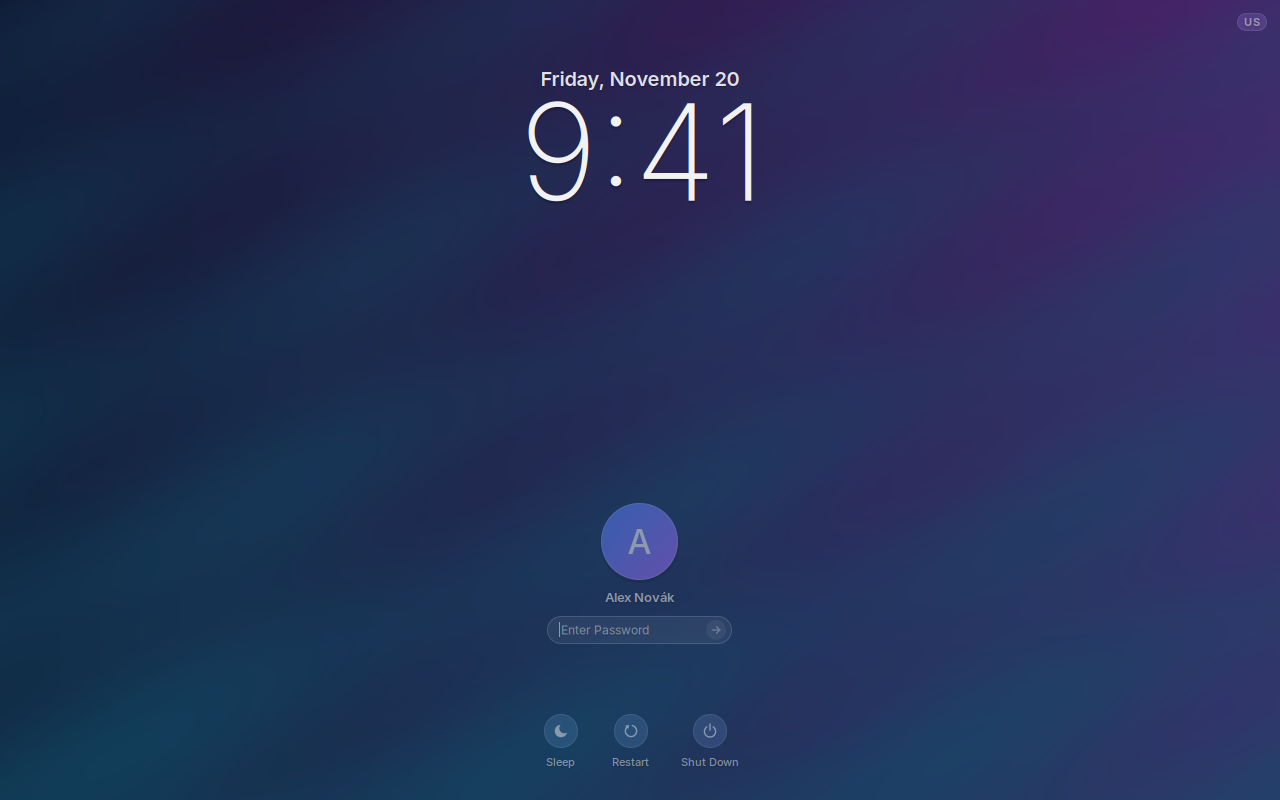 US
Friday, November 20
9:41
A
Alex Novák
Enter Password
Sleep
Restart
Shut Down